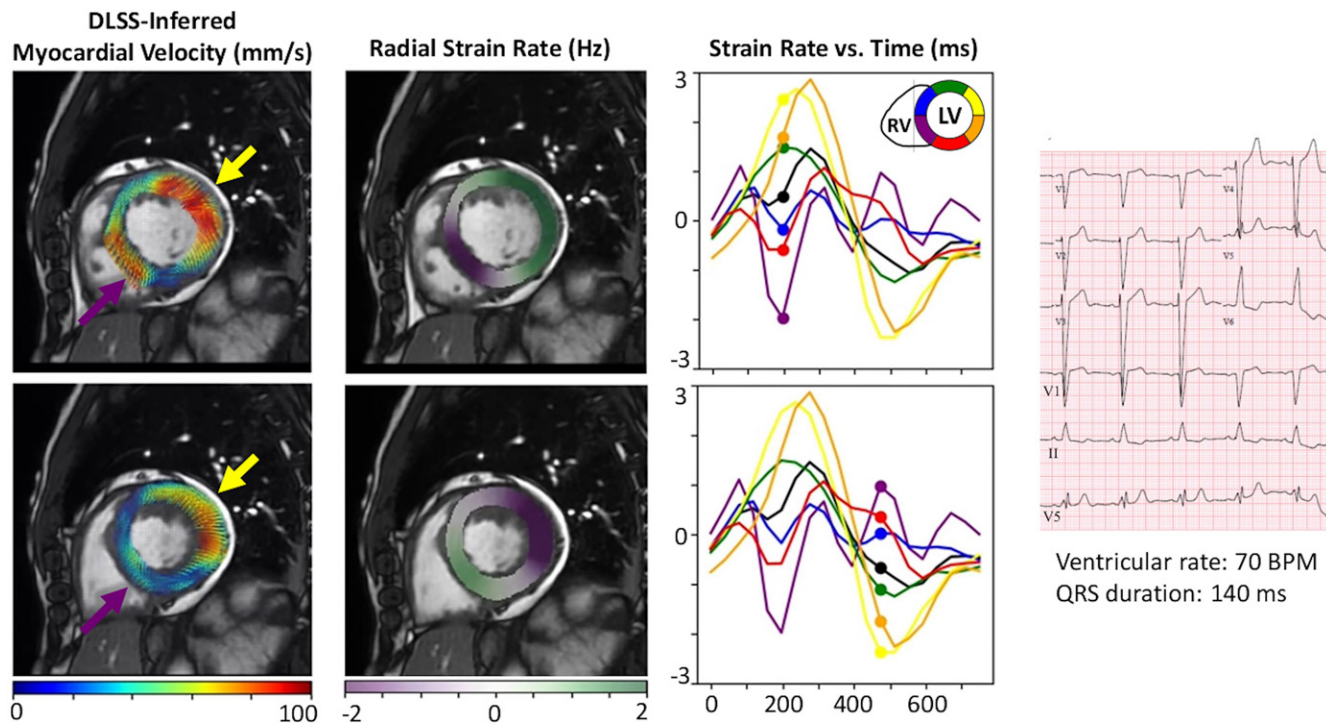 DLSS-Inferred
Myocardial Velocity (mm/s)
Radial Strain Rate (Hz)
Strain Rate vs. Time (ms)
3
0
-3
RV
LV
3
0
-3
0
200
400
600
0
100
-2
0
2
V1
V4
V2
V5
V3
V6
V1
II
V5
Ventricular rate: 70 BPM
QRS duration: 140 ms